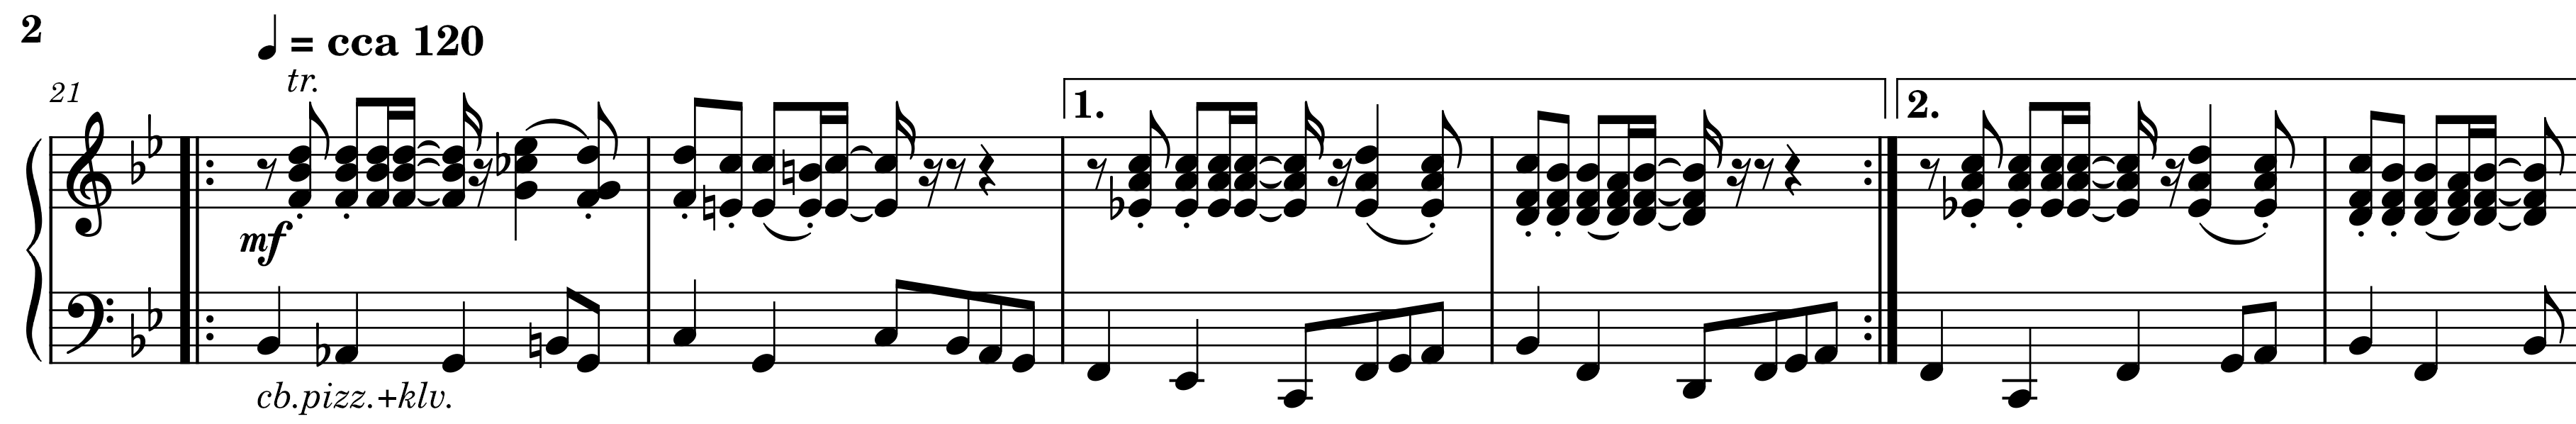 2
♩ = cca 120
tr.
21
1.
2.
mf
cb.pizz.+klv.